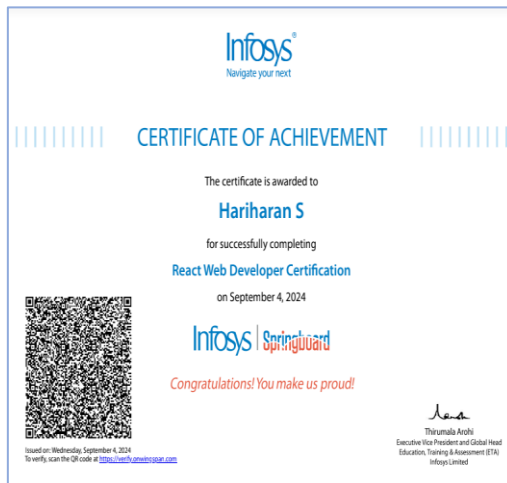 Infosys®
Navigate your next
CERTIFICATE OF ACHIEVEMENT
The certificate is awarded to
Hariharan S
for successfully completing
React Web Developer Certification
on September 4, 2024
Infosys | Springboard
Congratulations! You make us proud!
Thirumala Arohi
Executive Vice President and Global Head
Education, Training & Assessment (ETA)
Infosys Limited
Issued on: Wednesday, September 4, 2024
To verify, scan the QR code at https://verify.onwingspan.com